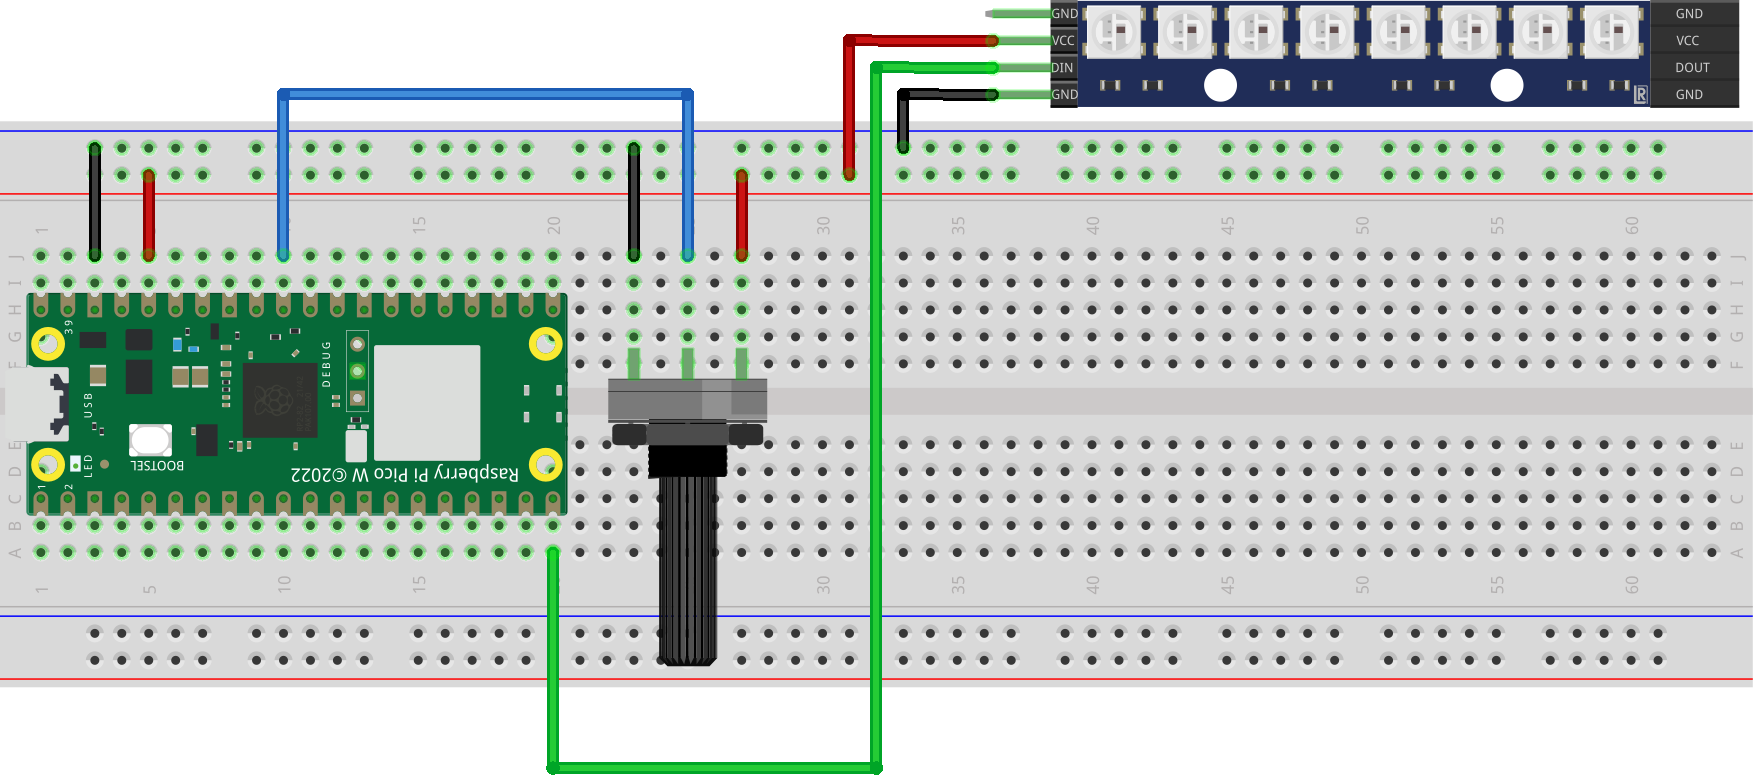 GND
VCC
DIN
GND
GND
VCC
DOUT
GND
R
1 15 20 30 35 40 45 50 55 60
J J
I I
H H
G G
F F
39
DEBUG
USB
BOOTSEL
LED
Raspberry Pi Pico W ©2022
1 2
E E
D D
C C
B B
A A
1 5 10 15 30 35 40 45 50 55 60